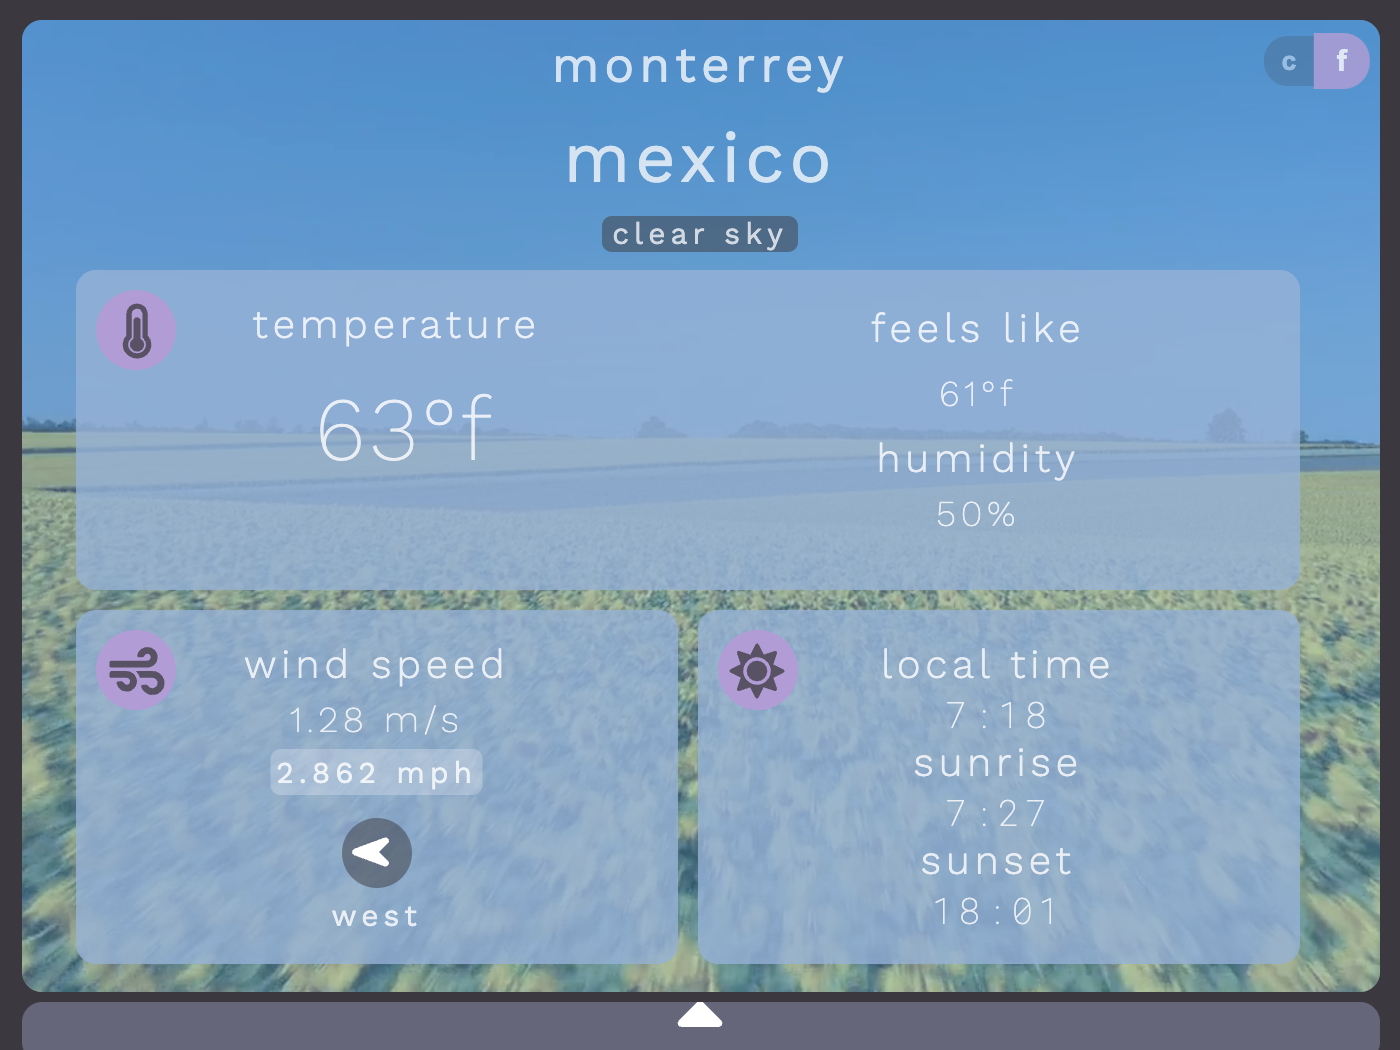 monterrey
c f
mexico
clear sky
temperature
63°f
feels like
61°f
humidity
50%
wind speed
1.28 m/s
2.862 mph
west
local time
7:18
sunrise
7:27
sunset
18:01